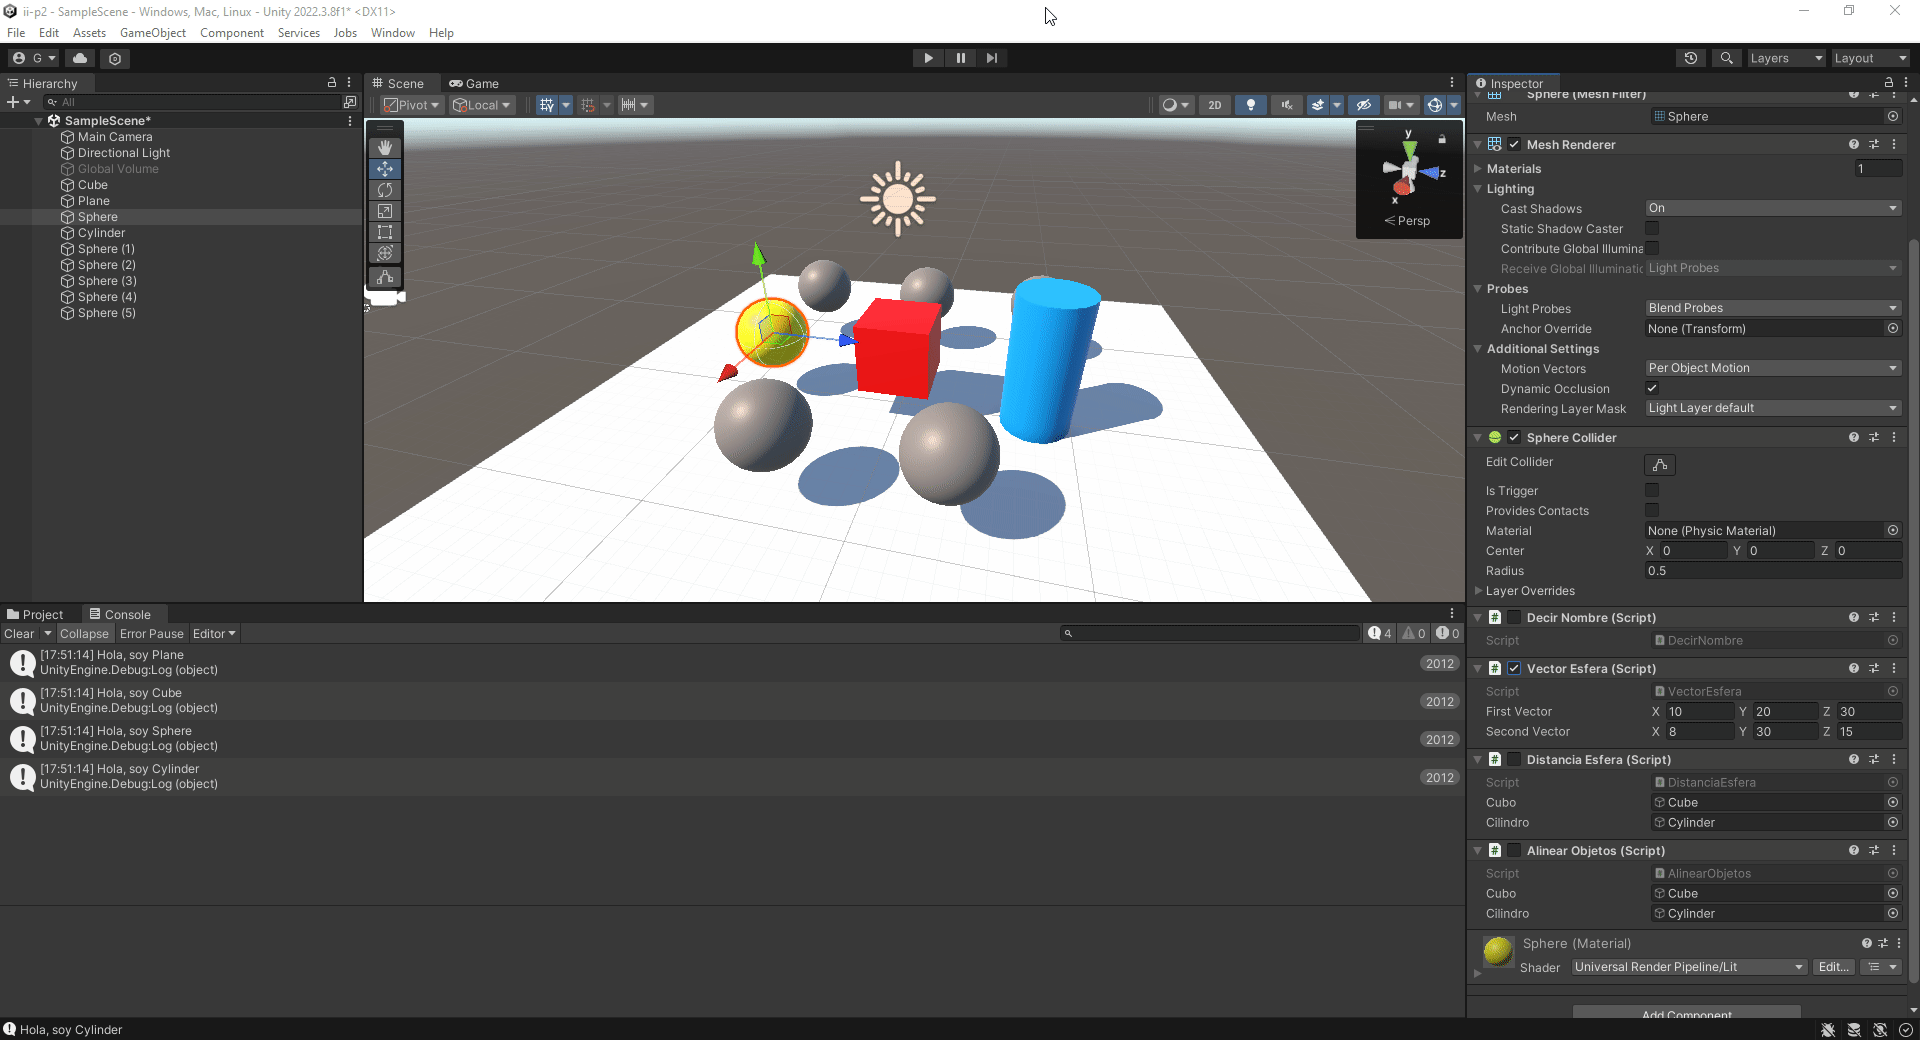 ii-p2 - SampleScene - Windows, Mac, Linux - Unity 2022.3.8f1* <DX11>
File Edit Assets GameObject Component Services Jobs Window Help
G
Layers Layout
Hierarchy
All
SampleScene*
Main Camera
Directional Light
Global Volume
Cube
Plane
Sphere
Cylinder
Sphere (1)
Sphere (2)
Sphere (3)
Sphere (4)
Sphere (5)
Scene Game
Pivot Local 2D
y
z
x
Persp
Project Console
Clear Collapse Error Pause Editor 4 0 0
[17:51:14] Hola, soy Plane
UnityEngine.Debug:Log (object)
2012
[17:51:14] Hola, soy Cube
UnityEngine.Debug:Log (object)
2012
[17:51:14] Hola, soy Sphere
UnityEngine.Debug:Log (object)
2012
[17:51:14] Hola, soy Cylinder
UnityEngine.Debug:Log (object)
2012
Inspector
Sphere (Mesh Filter)
Mesh Sphere
Mesh Renderer
Materials 1
Lighting
Cast Shadows On
Static Shadow Caster
Contribute Global Illumina
Receive Global Illuminatic Light Probes
Probes
Light Probes Blend Probes
Anchor Override None (Transform)
Additional Settings
Motion Vectors Per Object Motion
Dynamic Occlusion
Rendering Layer Mask Light Layer default
Sphere Collider
Edit Collider
Is Trigger
Provides Contacts
Material None (Physic Material)
Center X 0 Y 0 Z 0
Radius 0.5
Layer Overrides
# Decir Nombre (Script)
Script DecirNombre
# Vector Esfera (Script)
Script VectorEsfera
First Vector X 10 Y 20 Z 30
Second Vector X 8 Y 30 Z 15
# Distancia Esfera (Script)
Script DistanciaEsfera
Cubo Cube
Cilindro Cylinder
# Alinear Objetos (Script)
Script AlinearObjetos
Cubo Cube
Cilindro Cylinder
Sphere (Material)
Shader Universal Render Pipeline/Lit Edit...
Add Component
Hola, soy Cylinder